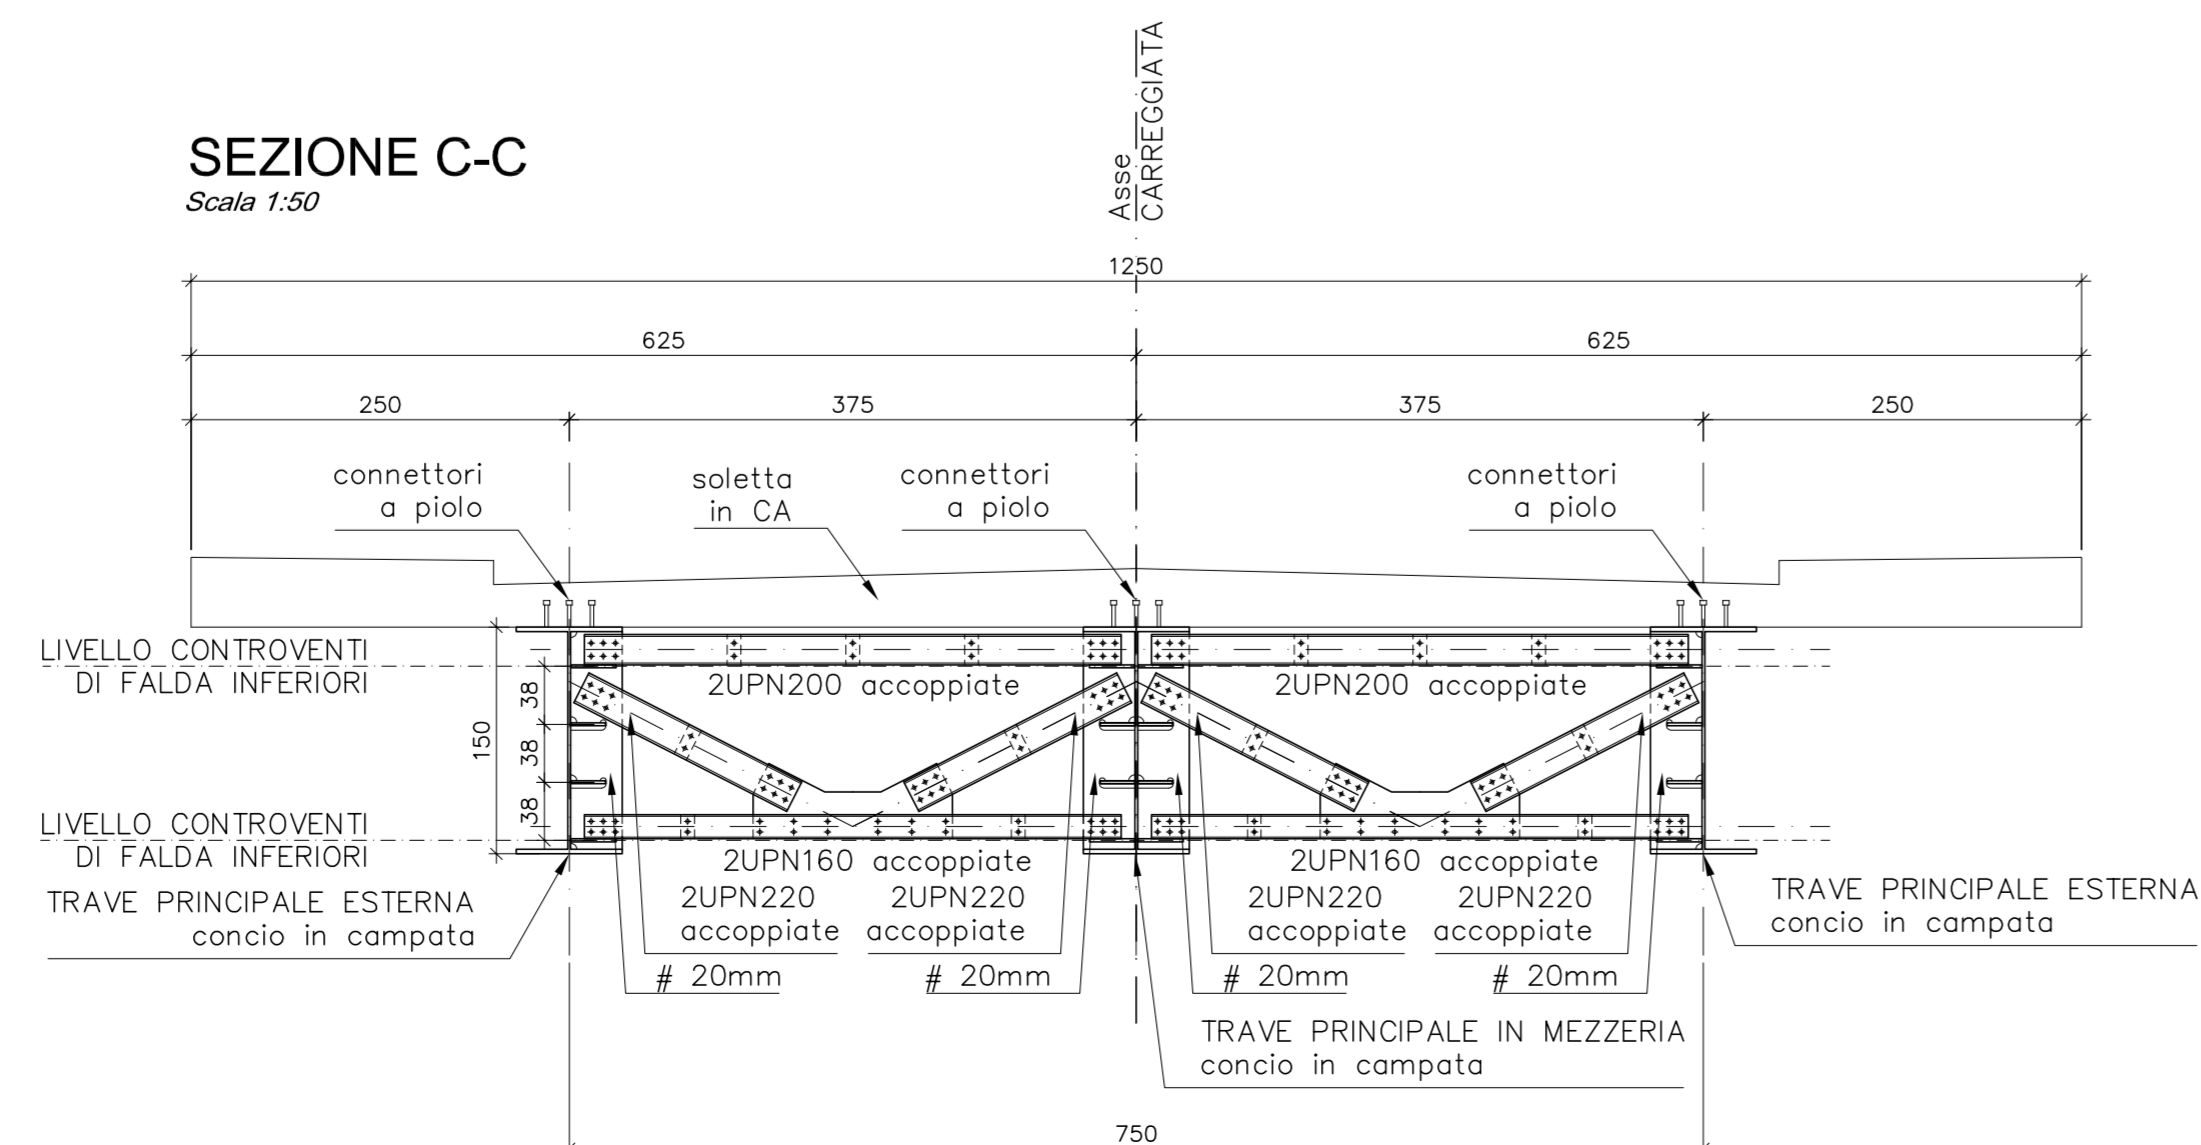 Asse
CARREGGIATA
SEZIONE C-C
Scala 1:50
1250
625
625
250
375
375
250
connettori
a piolo
soletta
in CA
connettori
a piolo
connettori
a piolo
LIVELLO CONTROVENTI
DI FALDA INFERIORI
2UPN200 accoppiate
2UPN200 accoppiate
150
38
38
38
LIVELLO CONTROVENTI
DI FALDA INFERIORI
2UPN160 accoppiate
2UPN160 accoppiate
2UPN220
accoppiate
2UPN220
accoppiate
2UPN220
accoppiate
2UPN220
accoppiate
TRAVE PRINCIPALE ESTERNA
concio in campata
TRAVE PRINCIPALE ESTERNA
concio in campata
# 20mm
# 20mm
# 20mm
# 20mm
TRAVE PRINCIPALE IN MEZZERIA
concio in campata
750